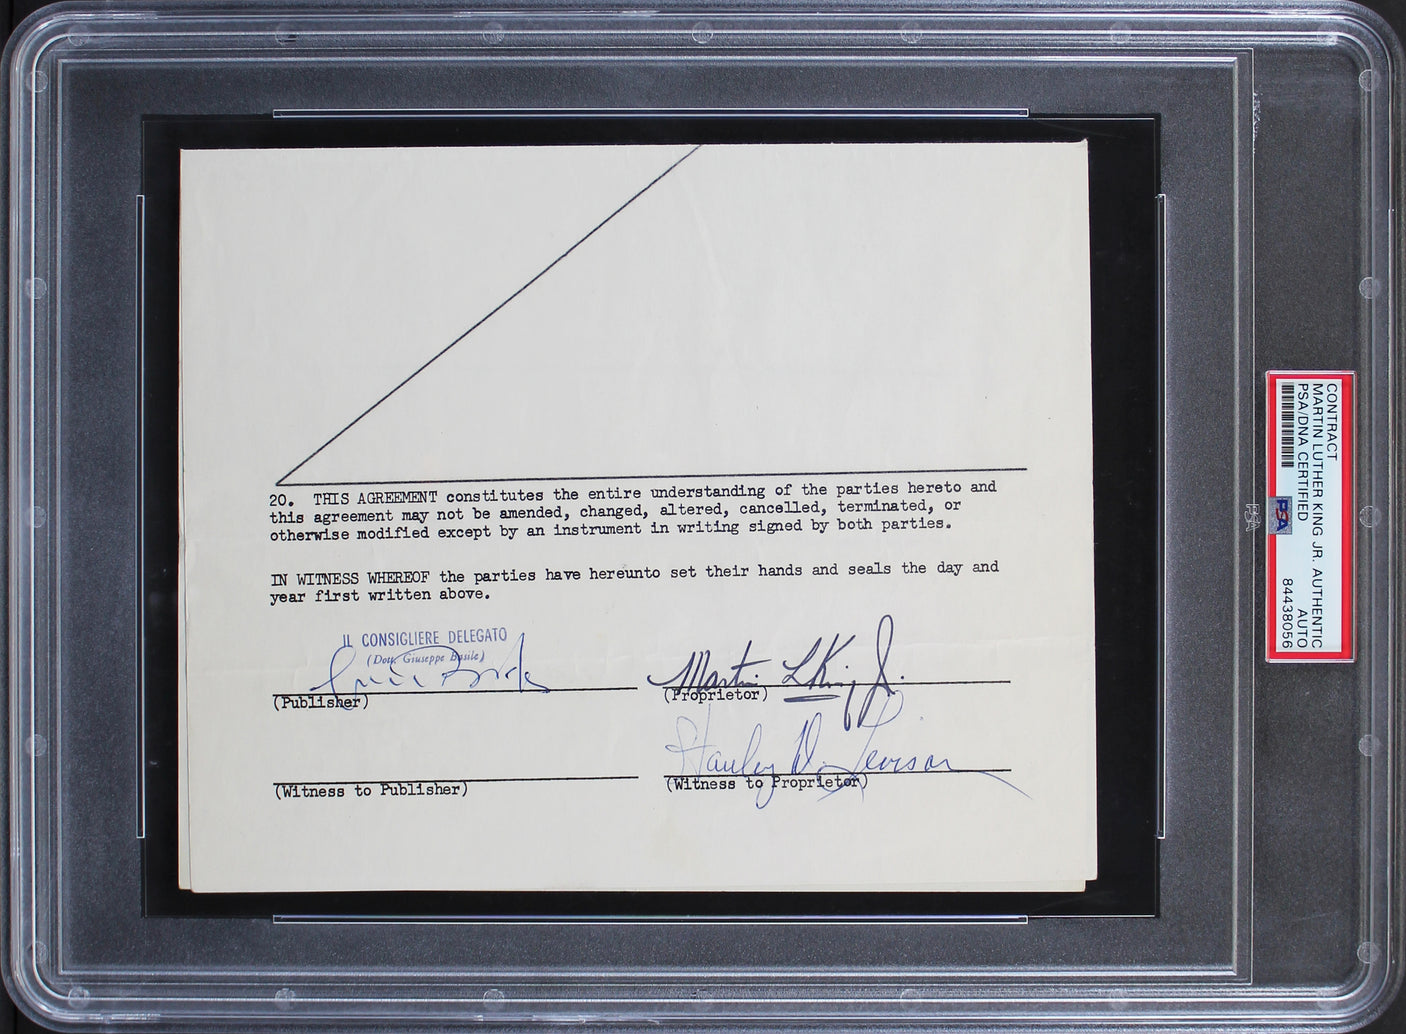 20. THIS AGREEMENT constitutes the entire understanding of the parties hereto and
this agreement may not be amended, changed, altered, cancelled, terminated, or
otherwise modified except by an instrument in writing signed by both parties.
IN WITNESS WHEREOF the parties have hereunto set their hands and seals the day and
year first written above.
IL CONSIGLIERE DELEGATO
(Dott. Giuseppe Basile)
(Publisher)
Martin L King Jr.
(Proprietor)
Stanley D. Levison
(Witness to Publisher)
(Witness to Proprietor)
CONTRACT
MARTIN LUTHER KING JR. AUTHENTIC
PSA/DNA CERTIFIED AUTO
84438056
PSA
PSA